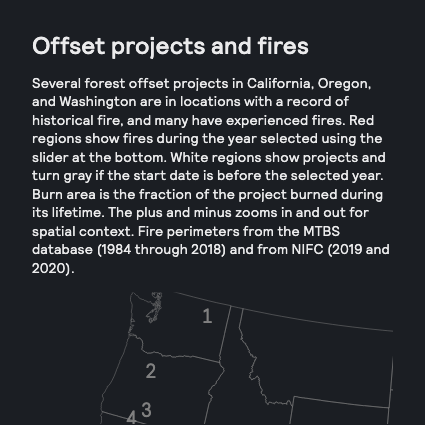 Offset projects and fires
Several forest offset projects in California, Oregon,
and Washington are in locations with a record of
historical fire, and many have experienced fires. Red
regions show fires during the year selected using the
slider at the bottom. White regions show projects and
turn gray if the start date is before the selected year.
Burn area is the fraction of the project burned during
its lifetime. The plus and minus zooms in and out for
spatial context. Fire perimeters from the MTBS
database (1984 through 2018) and from NIFC (2019 and
2020).
1
2
3
4